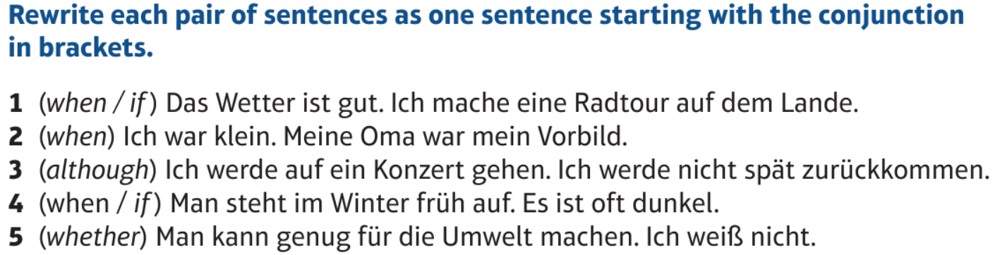 Rewrite each pair of sentences as one sentence starting with the conjunction
in brackets.
1 (when / if) Das Wetter ist gut. Ich mache eine Radtour auf dem Lande.
2 (when) Ich war klein. Meine Oma war mein Vorbild.
3 (although) Ich werde auf ein Konzert gehen. Ich werde nicht spät zurückkommen.
4 (when / if) Man steht im Winter früh auf. Es ist oft dunkel.
5 (whether) Man kann genug für die Umwelt machen. Ich weiß nicht.